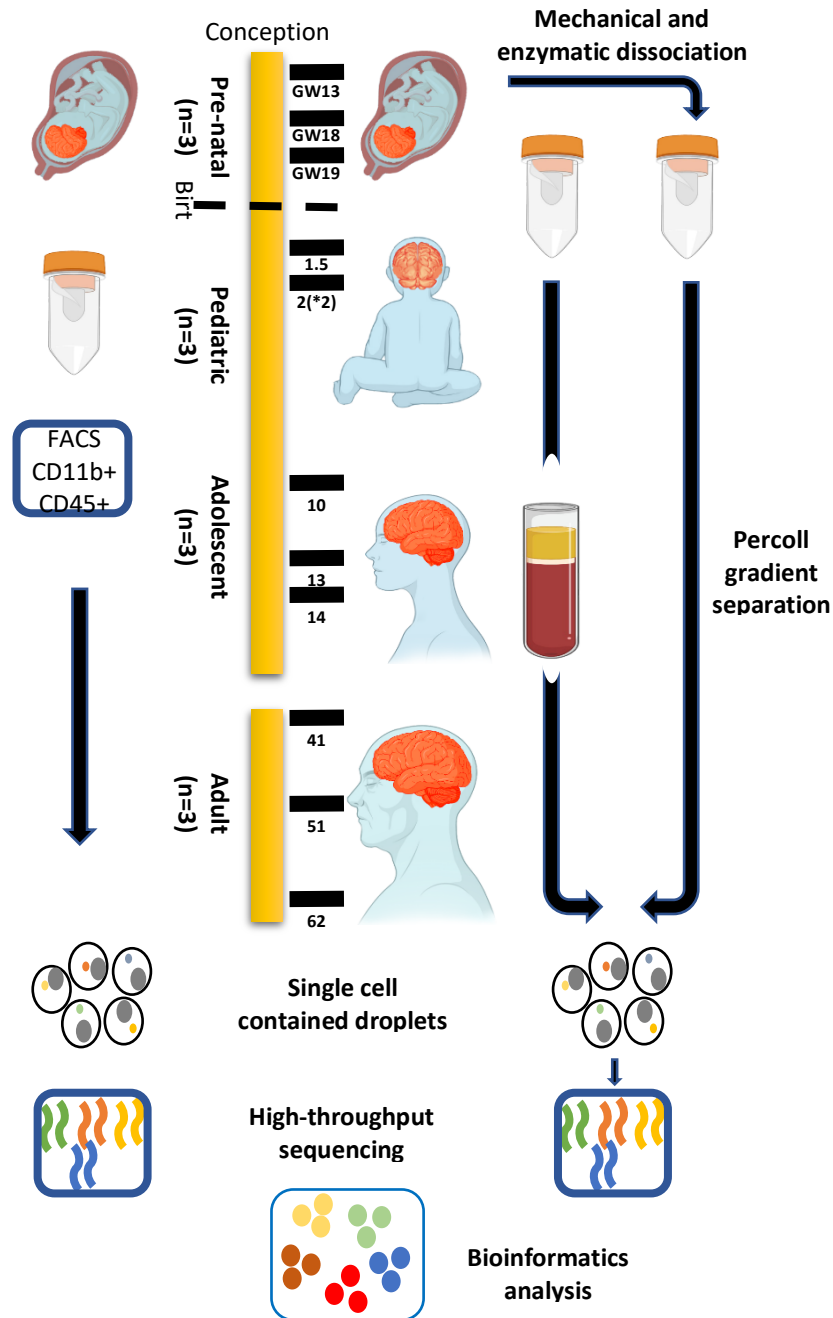 Conception
Mechanical and
enzymatic dissociation
Pre-natal
(n=3)
GW13
GW18
GW19
Birt
Pediatric
(n=3)
1.5
2(*2)
FACS
CD11b+
CD45+
Adolescent
(n=3)
10
13
14
Percoll
gradient
separation
Adult
(n=3)
41
51
62
Single cell
contained droplets
High-throughput
sequencing
Bioinformatics
analysis